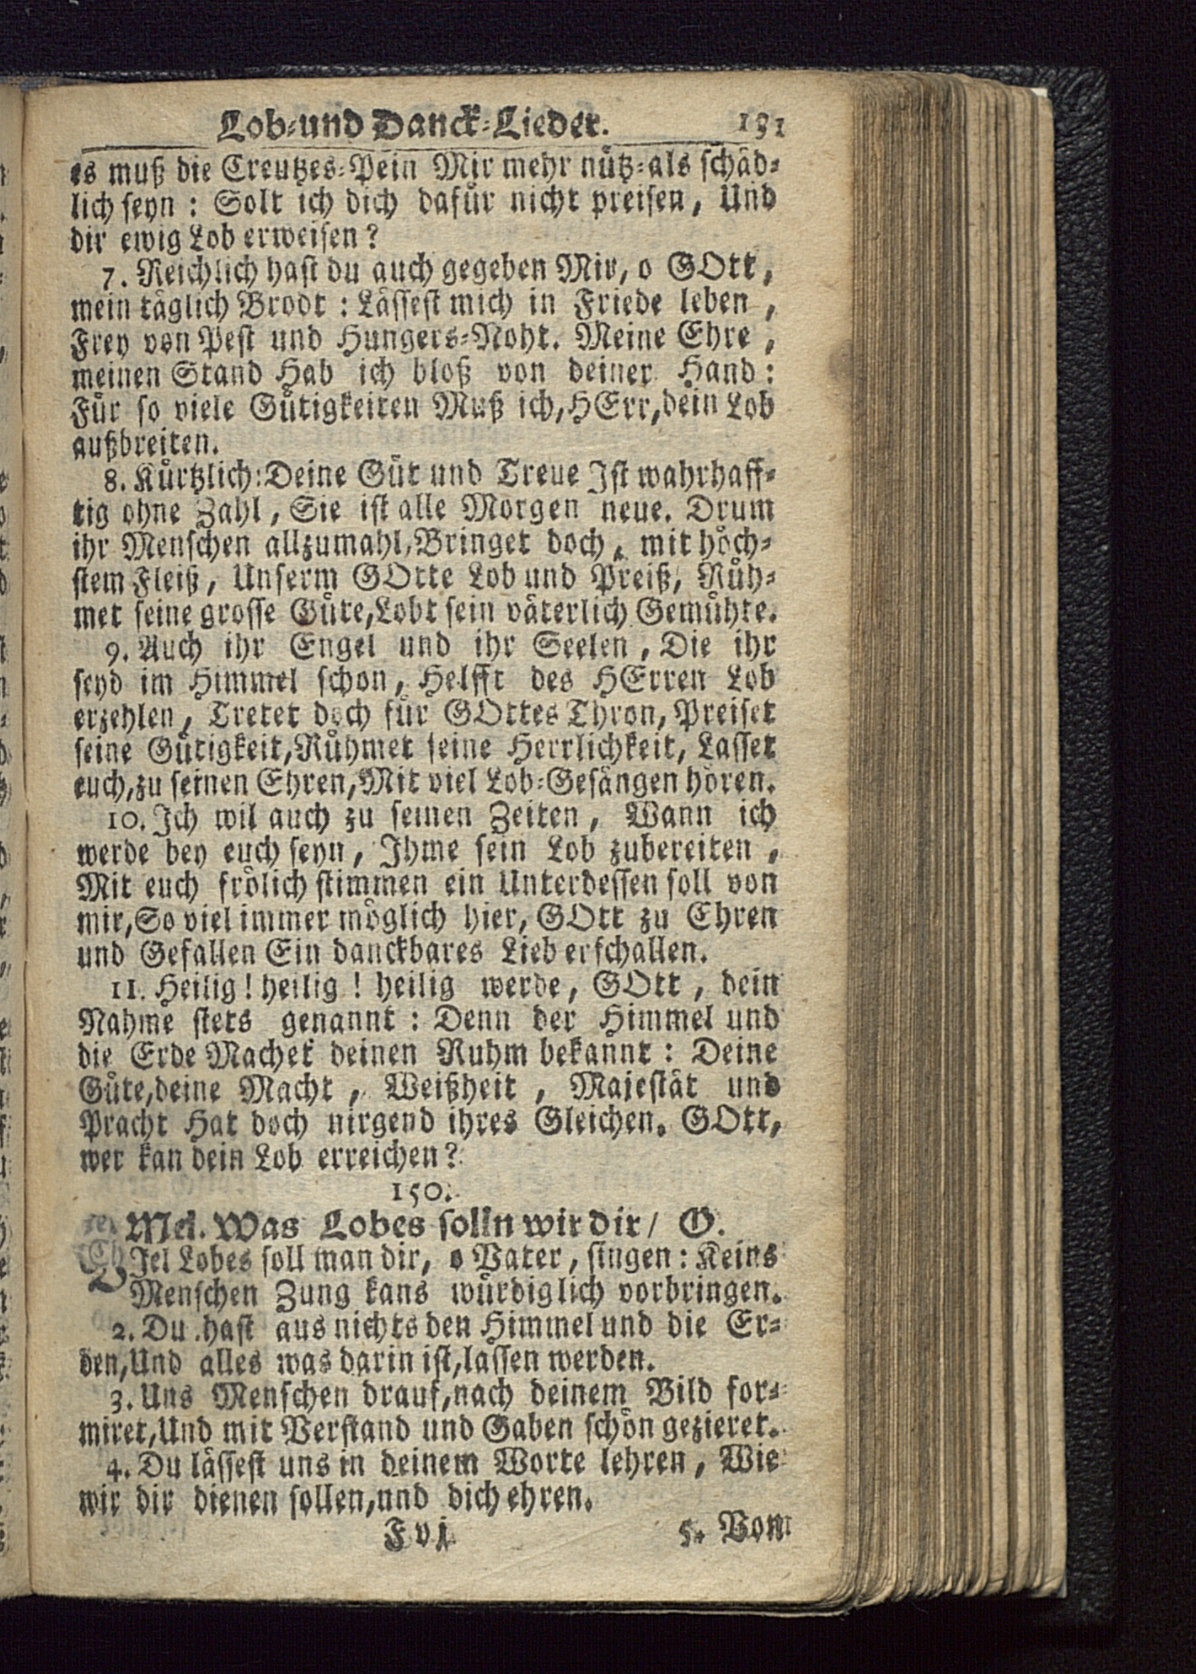 Lob-und Danck-Lieder. 131
es muß die Creutzes-Pein Mir mehr nütz-als schäd-
lich seyn : Solt ich dich dafür nicht preisen, Und
dir ewig Lob erweisen?
7. Reichlich hast du auch gegeben Mir, o GOtt,
mein täglich Brodt : Lässest mich in Friede leben,
Frey von Pest und Hungers-Noht. Meine Ehre,
meinen Stand Hab ich bloß von deiner Hand:
Für so viele Gütigkeiten Muß ich, HErr, dein Lob
außbreiten.
8. Kürtzlich: Deine Güt und Treue Ist wahrhaff-
tig ohne Zahl, Sie ist alle Morgen neue. Drum
ihr Menschen allzumahl, Bringet doch, mit höch-
stem Fleiß, Unserm GOtte Lob und Preiß, Rüh-
met seine grosse Güte, Lobt sein väterlich Gemühte.
9. Auch ihr Engel und ihr Seelen, Die ihr
seyd im Himmel schon, Helfft des HErren Lob
erzehlen, Tretet doch für GOttes Thron, Preiset
seine Gütigkeit, Rühmet seine Herrlichkeit, Lasset
euch, zu seinen Ehren, Mit viel Lob-Gesängen hören.
10. Ich wil auch zu seinen Zeiten, Wann ich
werde bey euch seyn, Ihme sein Lob zubereiten,
Mit euch frölich stimmen ein Unterdessen soll von
mir, So viel immer möglich hier, GOtt zu Ehren
und Gefallen Ein danckbares Lied erschallen.
11. Heilig! heilig! heilig werde, GOtt, dein
Nahme stets genannt : Denn der Himmel und
die Erde Machet deinen Ruhm bekannt : Deine
Güte, deine Macht, Weißheit, Majestät und
Pracht Hat doch nirgend ihres Gleichen. GOtt,
wer kan dein Lob erreichen?
150.
Mel. Was Lobes solln wir dir / O.
VIel Lobes soll man dir, o Vater, singen: Keins
Menschen Zung kans würdiglich vorbringen.
2. Du hast aus nichts den Himmel und die Er-
den, Und alles was darin ist, lassen werden.
3. Uns Menschen drauf, nach deinem Bild for-
miret, Und mit Verstand und Gaben schön gezieret.
4. Du lässest uns in deinem Worte lehren, Wie
wir dir dienen sollen, und dich ehren.
F vj 5. Vom